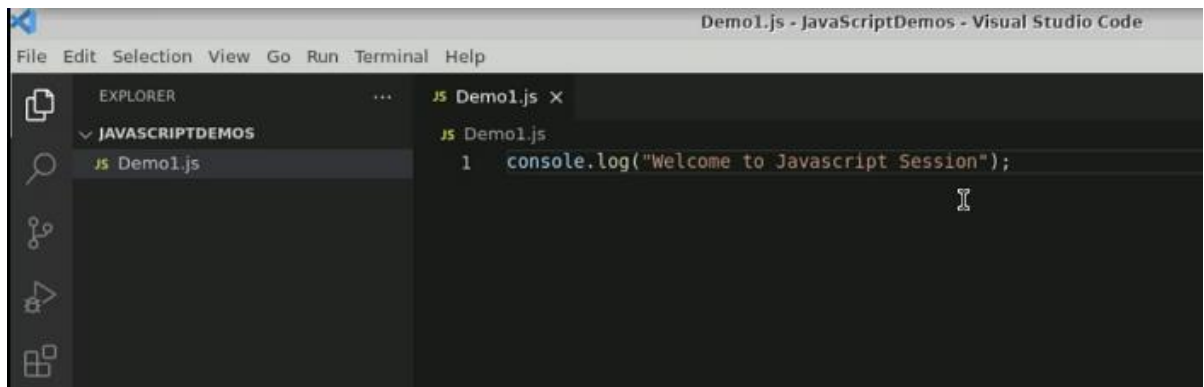 Demo1.js - JavaScriptDemos - Visual Studio Code
File Edit Selection View Go Run Terminal Help
EXPLORER ...
JS Demo1.js ×
JAVASCRIPTDEMOS
JS Demo1.js
JS Demo1.js
1 console.log("Welcome to Javascript Session");